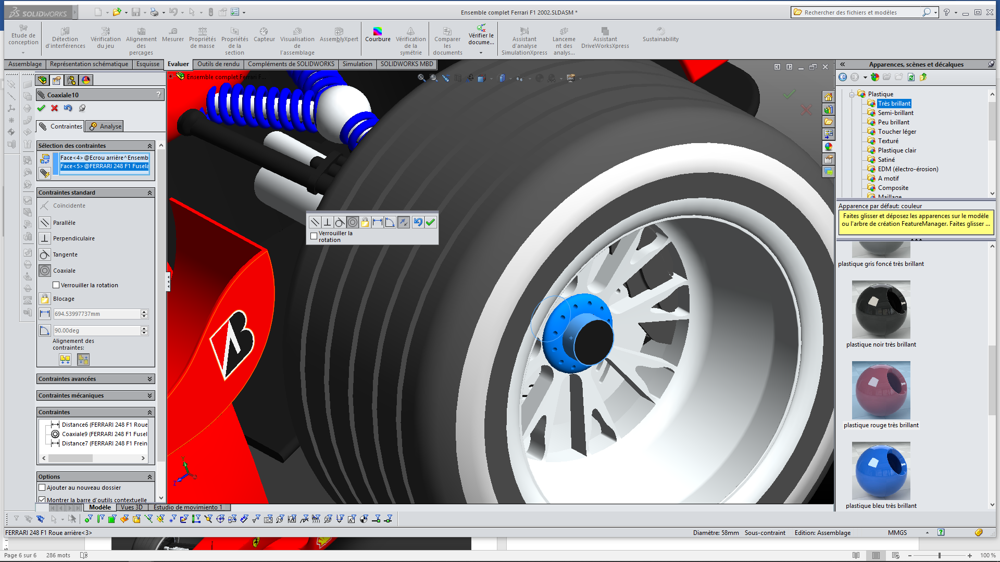 SOLIDWORKS
Ensemble complet Ferrari F1 2002.SLDASM *
Rechercher des fichiers et modèles
Etude de conception
Détection d'interférences
Vérification du jeu
Alignement des perçages
Mesurer
Propriétés de masse
Propriétés de la section
Capteur
Visualisation de l'assemblage
AssemblyXpert
Courbure
Vérification de la symétrie
Comparer les documents
Vérifier le docume...
Assistant d'analyse SimulationXpress
Lanceme nt des analys...
Assistant DriveWorksXpress
Sustainability
Assemblage
Représentation schématique
Esquisse
Evaluer
Outils de rendu
Compléments de SOLIDWORKS
Simulation
SOLIDWORKS MBD
Ensemble complet Ferrari F...
Coaxiale10
?
Contraintes
Analyse
Sélection des contraintes
Face<4>@Ecrou arrière^Ensemb
Face<5>@FERRARI 248 F1 Fusela
Contraintes standard
Coïncidente
Parallèle
Perpendiculaire
Tangente
Coaxiale
Verrouiller la rotation
Blocage
694.53997737mm
90.00deg
Alignement des
contraintes:
Contraintes avancées
Contraintes mécaniques
Contraintes
Distance6 (FERRARI 248 F1 Roue
Coaxiale9 (FERRARI 248 F1 Fusel
Distance7 (FERRARI 248 F1 Frein
Options
Ajouter au nouveau dossier
Montrer la barre d'outils contextuelle
Verrouiller la
rotation
Z
Modèle
Vues 3D
Estudio de movimiento 1
Apparences, scènes et décalques
Plastique
Très brillant
Semi-brillant
Peu brillant
Toucher léger
Texturé
Plastique clair
Satiné
EDM (électro-érosion)
A motif
Composite
Maillage
Apparence par défaut: couleur
Faites glisser et déposez les apparences sur le modèle
ou l'arbre de création FeatureManager. Faites glisser ...
plastique gris foncé très brillant
plastique noir très brillant
plastique rouge très brillant
plastique bleu très brillant
FERRARI 248 F1 Roue arrière<3>
Diamètre: 58mm
Sous-contraint
Edition: Assemblage
MMGS
Page 6 sur 6
286 mots
100 %